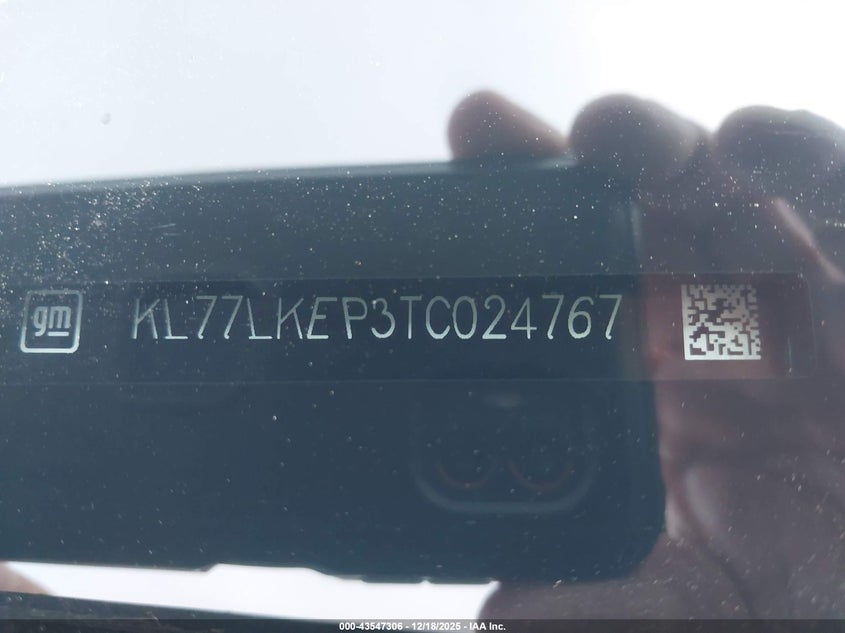 gm KL77LKEP3TC024767
000-43547306 - 12/18/2025 - IAA Inc.